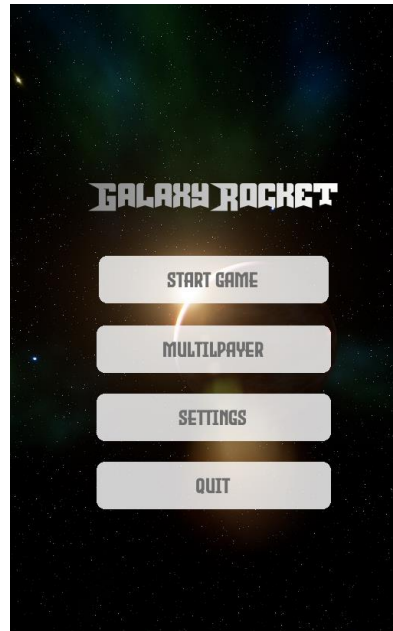 GALAXY ROCKET
START GAME
MULTILPAYER
SETTINGS
QUIT